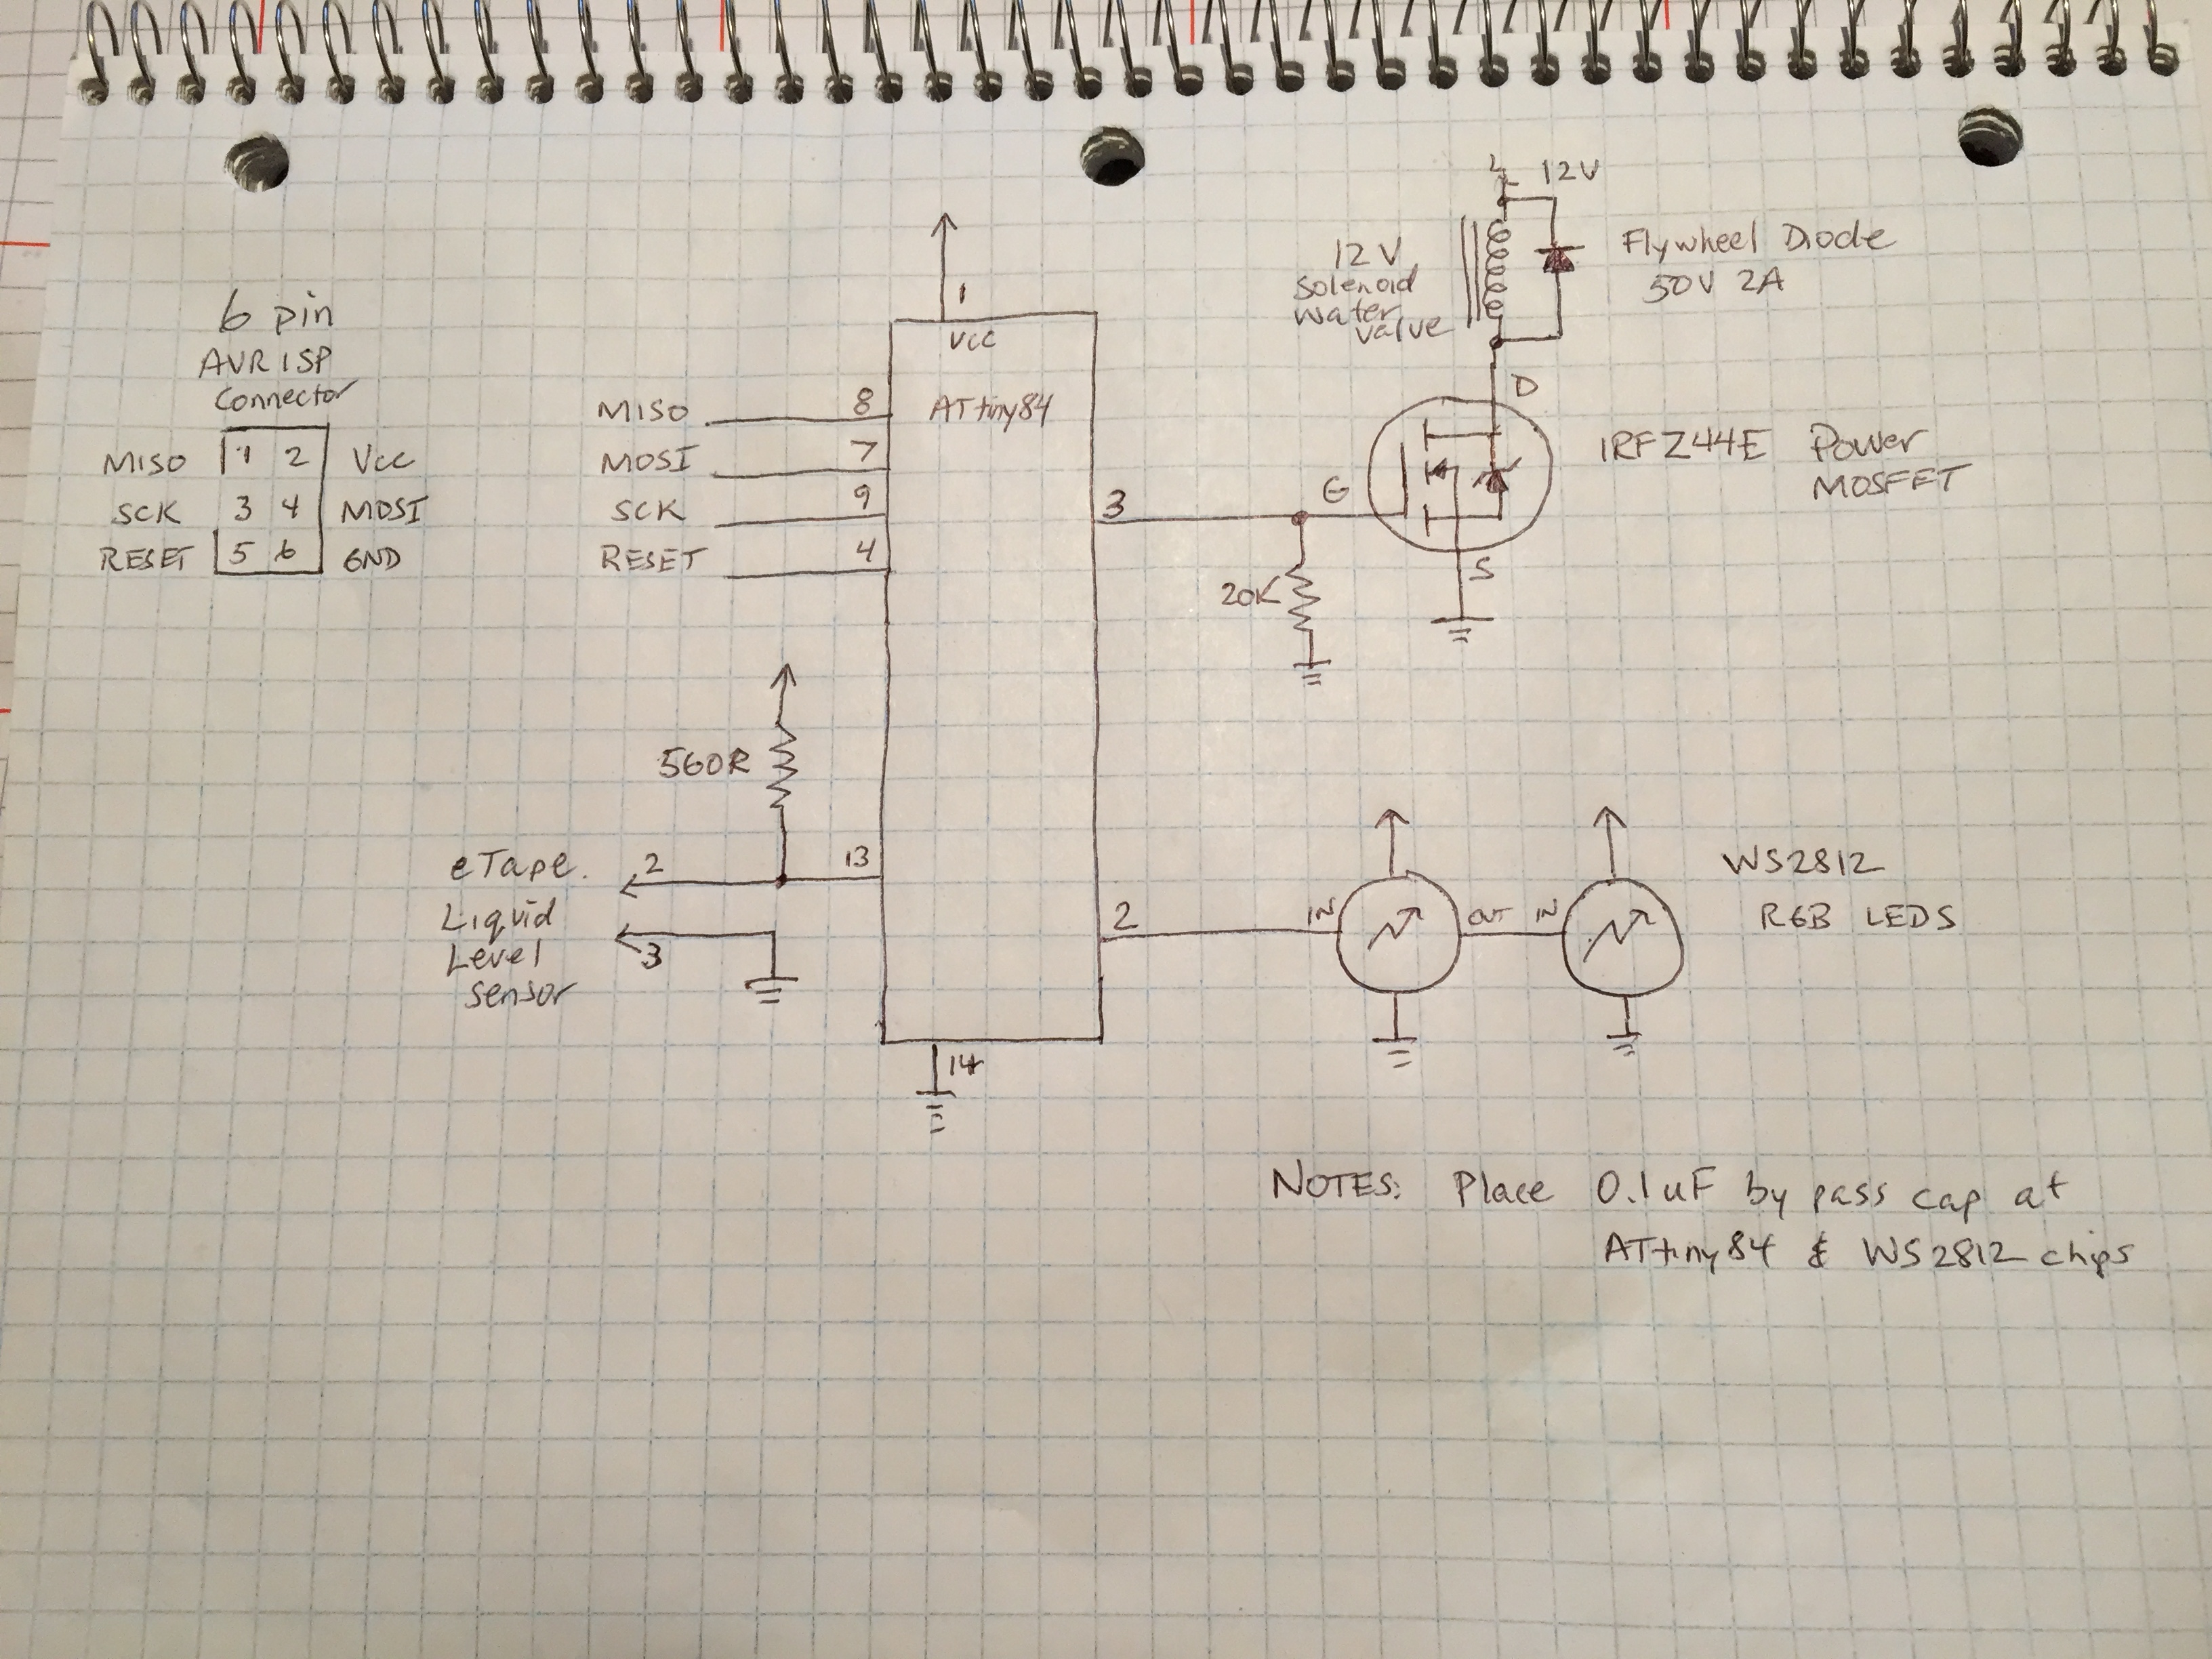 12V
12V
Solenoid
Water
Valve
Flywheel Diode
50V 2A
1
VCC
6 pin
AVR ISP
Connector
MISO 1 2 Vcc
SCK 3 4 MOSI
RESET 5 6 GND
MISO 8
MOSI 7
SCK 9
RESET 4
ATtiny84
3
G
D
S
IRFZ44E Power
MOSFET
20K
560R
eTape.
Liquid
Level
Sensor
2
3
13
2
IN
OUT
IN
WS2812
RGB LEDS
14
NOTES: Place 0.1uF by pass cap at
ATtiny84 & WS2812 chips